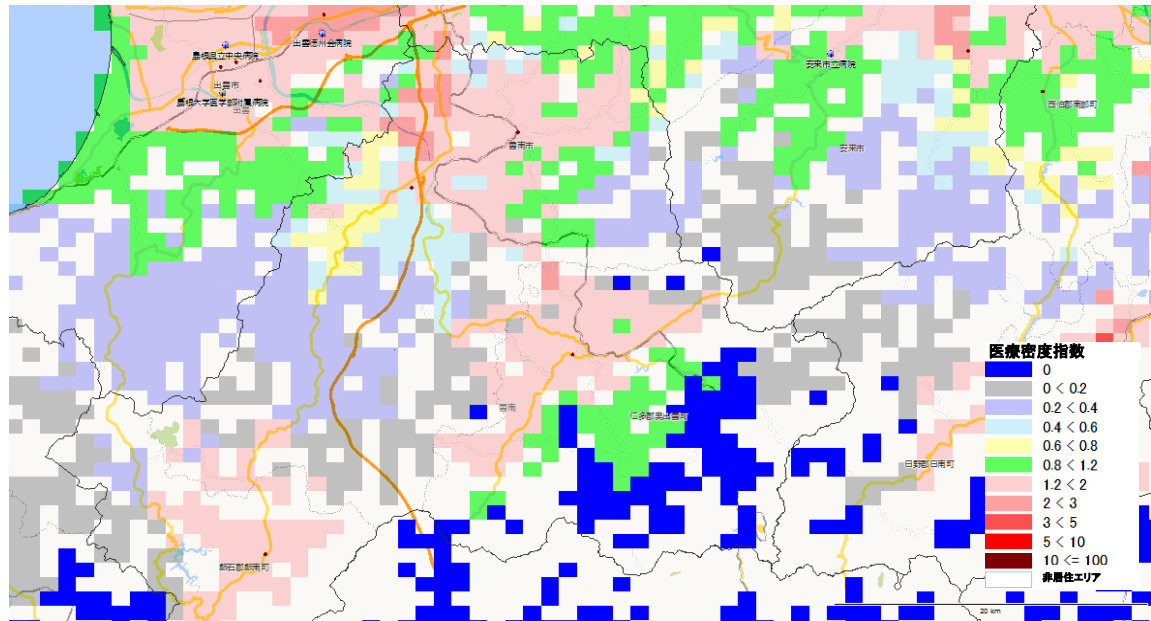 出雲徳州会病院
島根県立中央病院
出雲市
島根大学医学部附属病院
出雲
雲南市
安来市立病院
安来市
西伯郡南部町
雲南
仁多郡奥出雲町
日野郡日南町
飯石郡飯南町
医療密度指数
0
0 < 0.2
0.2 < 0.4
0.4 < 0.6
0.6 < 0.8
0.8 < 1.2
1.2 < 2
2 < 3
3 < 5
5 < 10
10 <= 100
非居住エリア
20 km